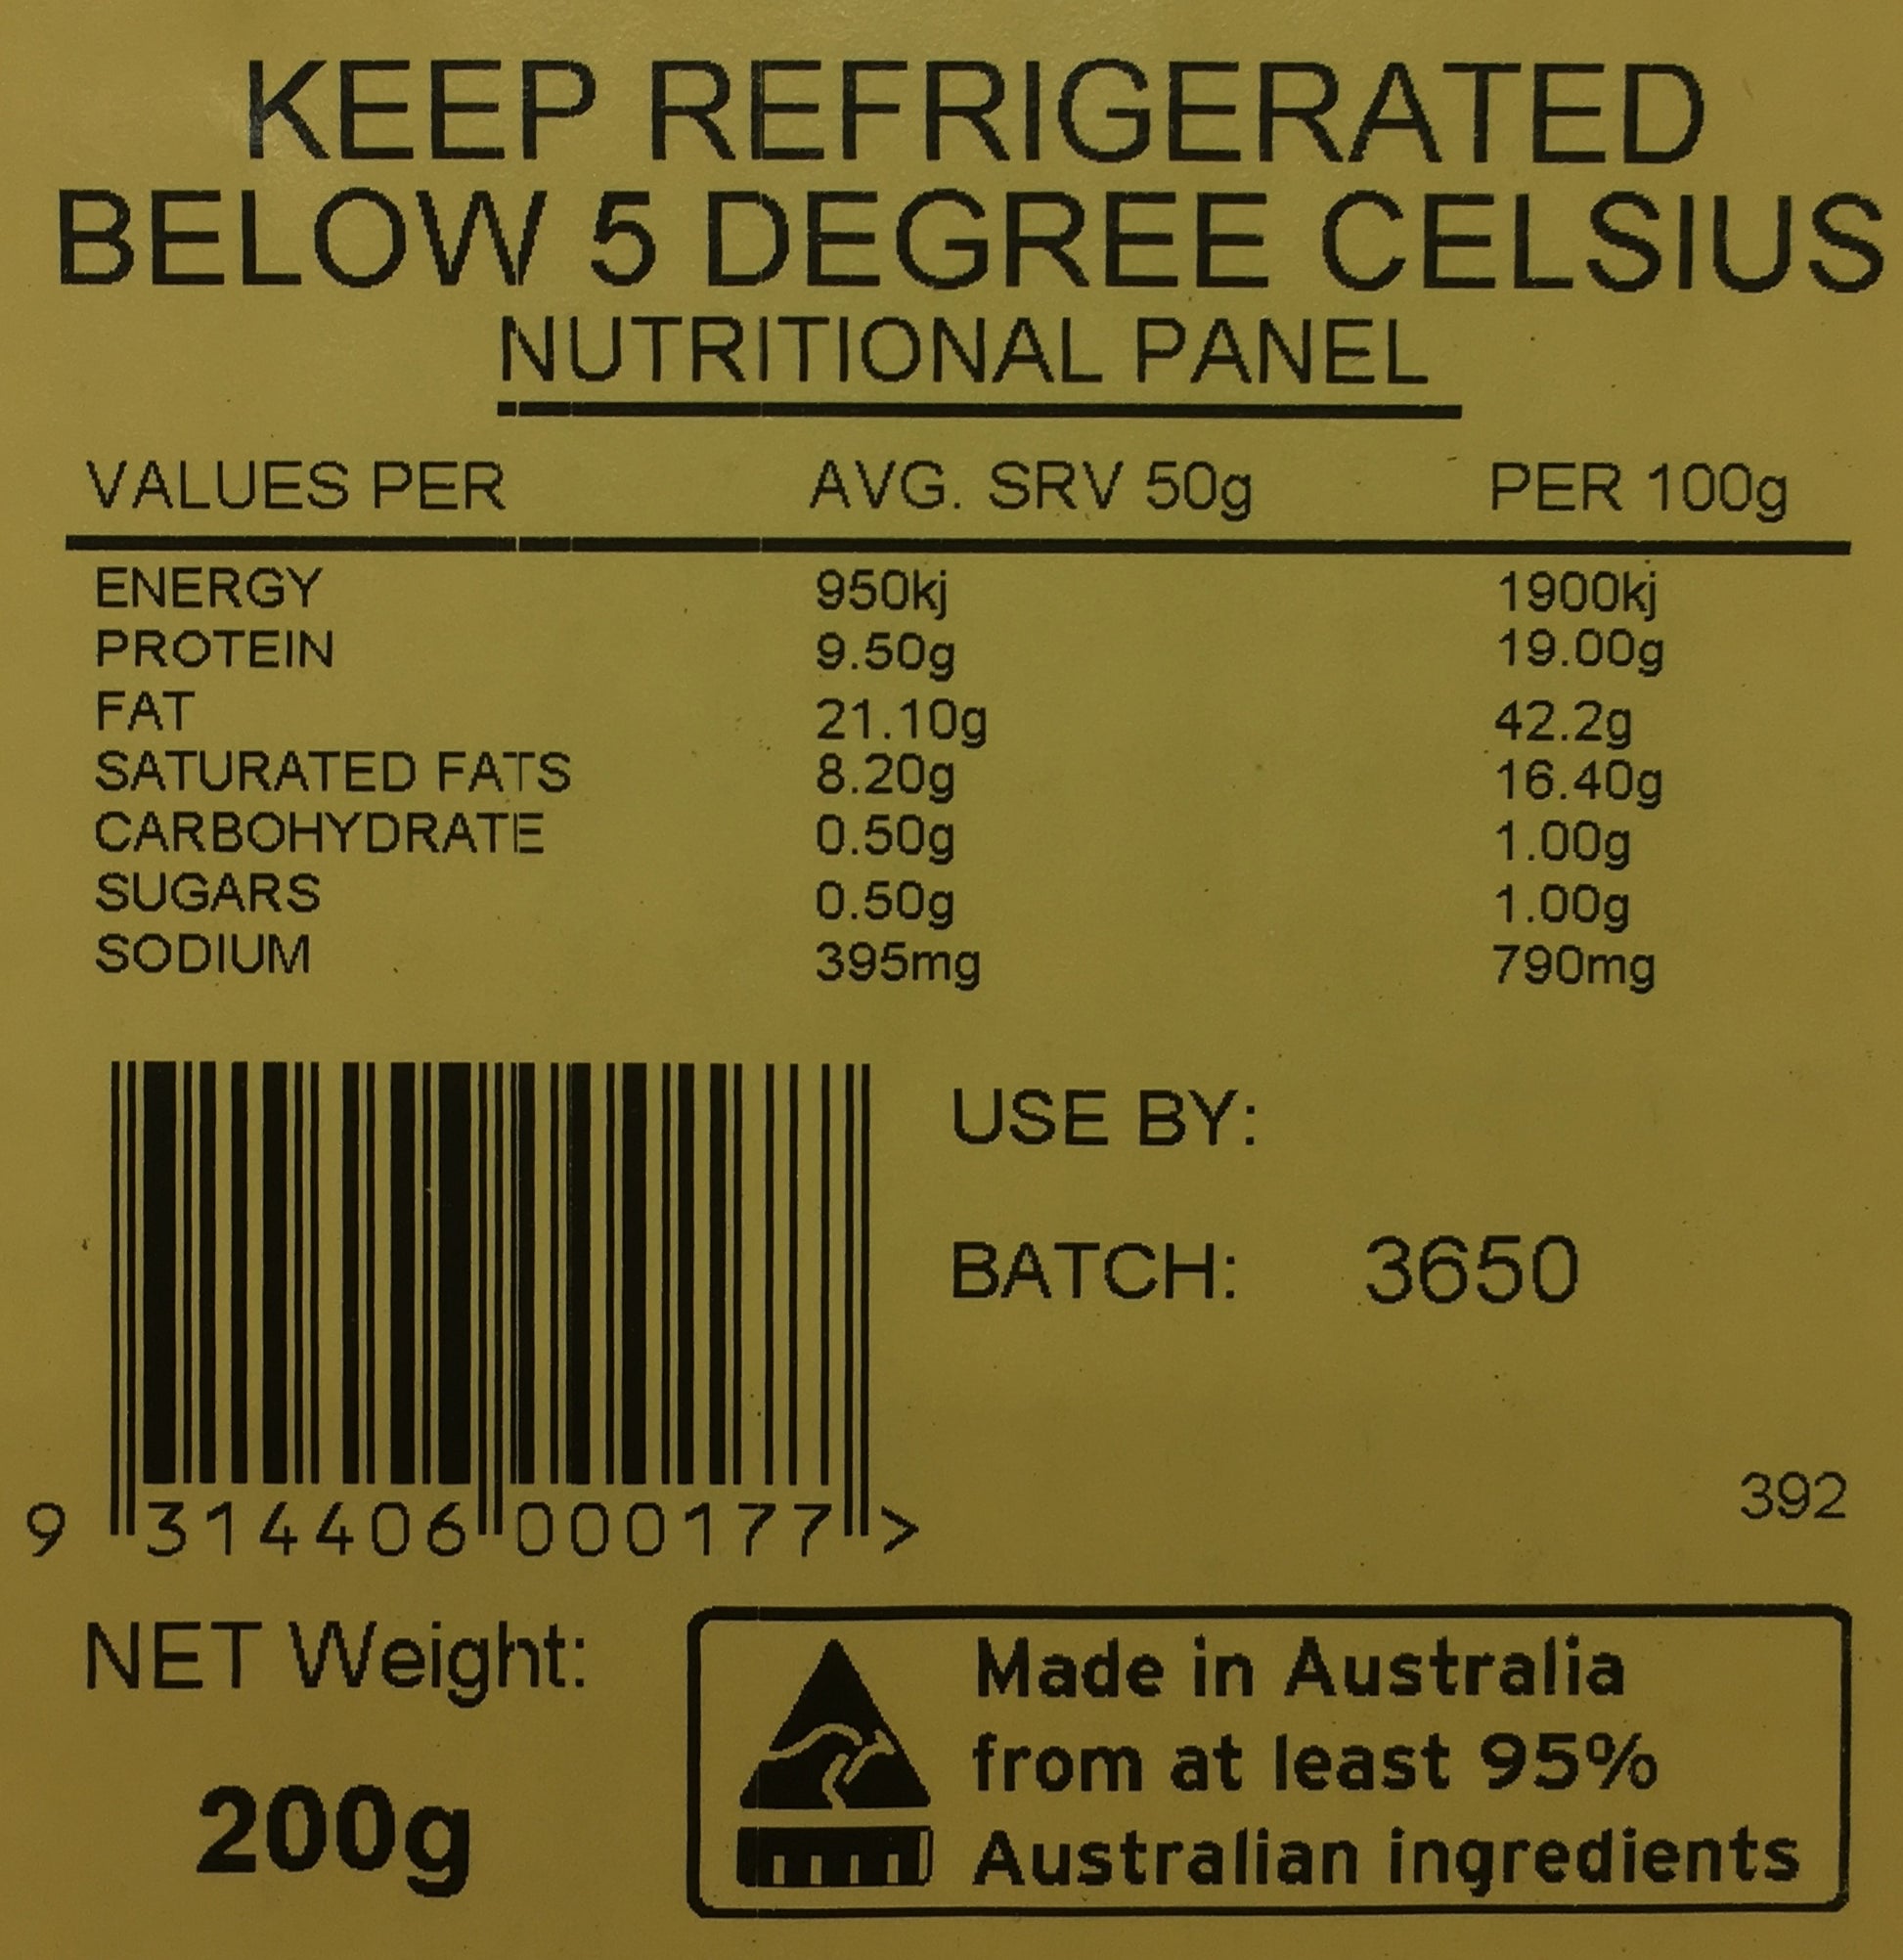 KEEP REFRIGERATED
BELOW 5 DEGREE CELSIUS
NUTRITIONAL PANEL
VALUES PER AVG. SRV 50g PER 100g
ENERGY 950kj 1900kj
PROTEIN 9.50g 19.00g
FAT 21.10g 42.2g
SATURATED FATS 8.20g 16.40g
CARBOHYDRATE 0.50g 1.00g
SUGARS 0.50g 1.00g
SODIUM 395mg 790mg
USE BY:
BATCH: 3650
392
9 314406 000177 >
NET Weight:
200g
Made in Australia
from at least 95%
Australian ingredients